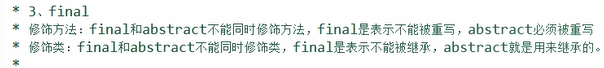 * 3、final
* 修饰方法：final和abstract不能同时修饰方法，final是表示不能被重写，abstract必须被重写
* 修饰类：final和abstract不能同时修饰类，final是表示不能被继承，abstract就是用来继承的。
*